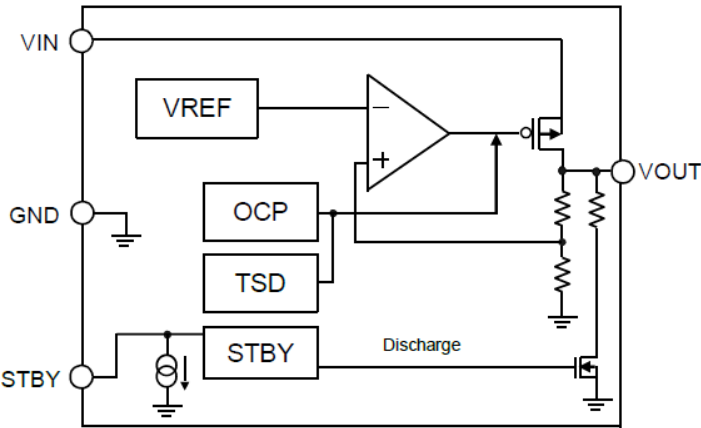 VIN
VREF
−
+
VOUT
OCP
GND
TSD
STBY
Discharge
STBY